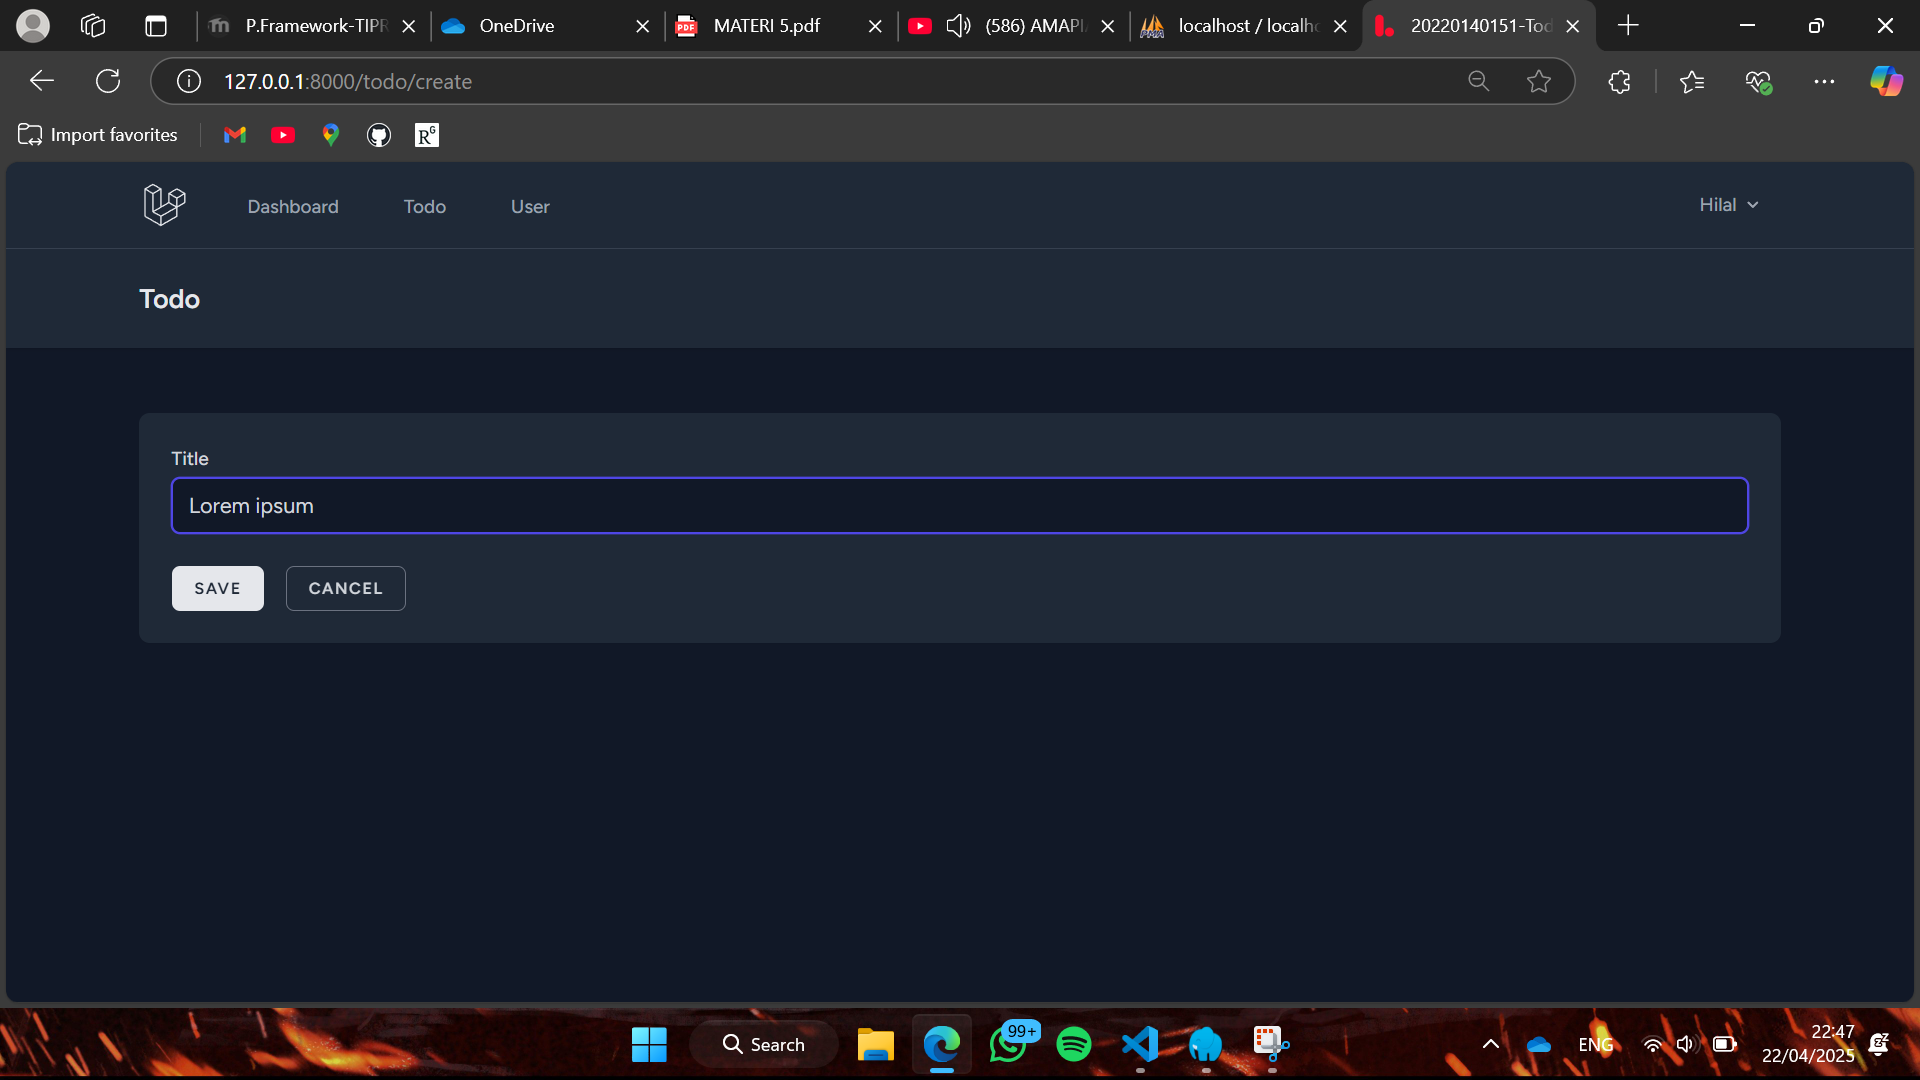 P.Framework-TIPR
OneDrive
MATERI 5.pdf
(586) AMAPI
localhost / localho
20220140151-Tod
127.0.0.1:8000/todo/create
Import favorites
Dashboard
Todo
User
Hilal
Todo
Title
Lorem ipsum
SAVE
CANCEL
Search
99+
ENG
22:47
22/04/2025